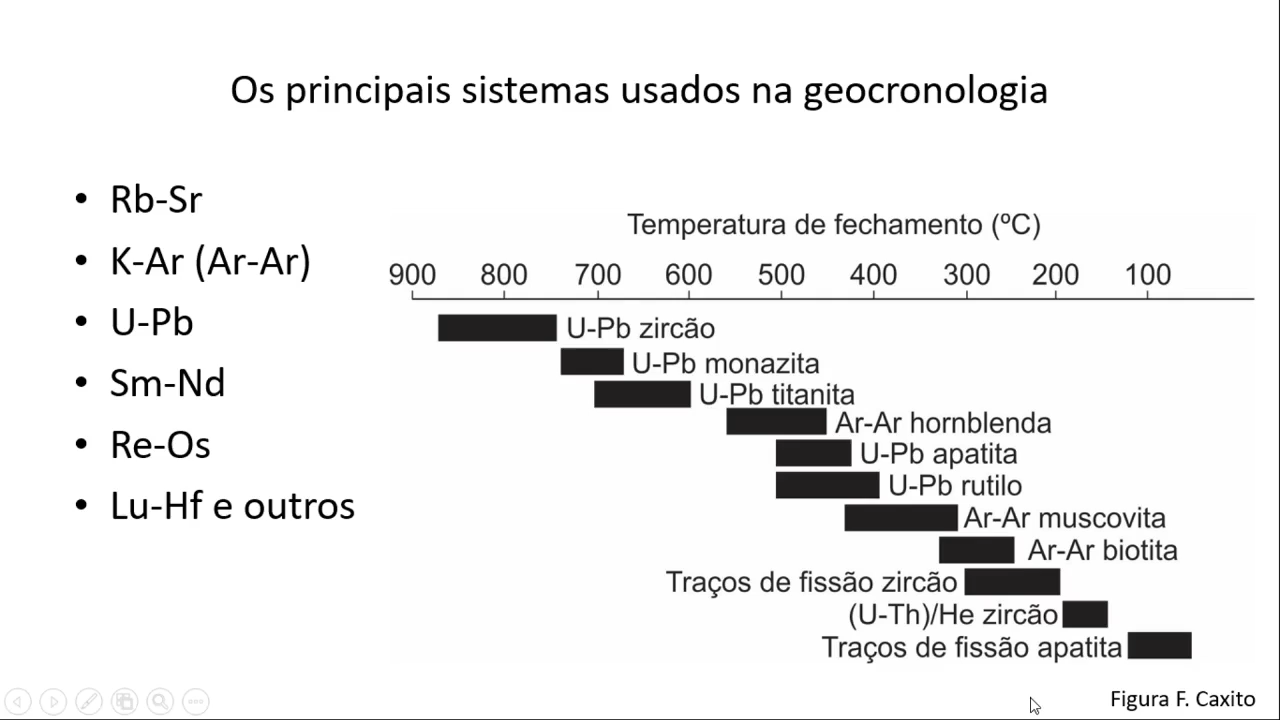 Os principais sistemas usados na geocronologia
• Rb-Sr
• K-Ar (Ar-Ar)
• U-Pb
• Sm-Nd
• Re-Os
• Lu-Hf e outros
Temperatura de fechamento (ºC)
900 800 700 600 500 400 300 200 100
U-Pb zircão
U-Pb monazita
U-Pb titanita
Ar-Ar hornblenda
U-Pb apatita
U-Pb rutilo
Ar-Ar muscovita
Ar-Ar biotita
Traços de fissão zircão
(U-Th)/He zircão
Traços de fissão apatita
Figura F. Caxito